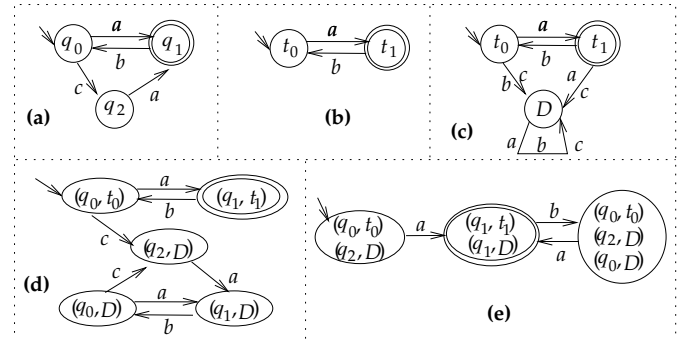 q0 a q1
b
c q2 a
(a)
t0 a t1
b
(b)
t0 a t1
b
b c a c
D
a b c
(c)
(q0, t0) a (q1, t1)
b
c
(q2, D)
c a
(q0, D) a (q1, D)
b
(d)
(q0, t0)
(q2, D)
a
(q1, t1)
(q1, D)
b
a
(q0, t0)
(q2, D)
(q0, D)
(e)